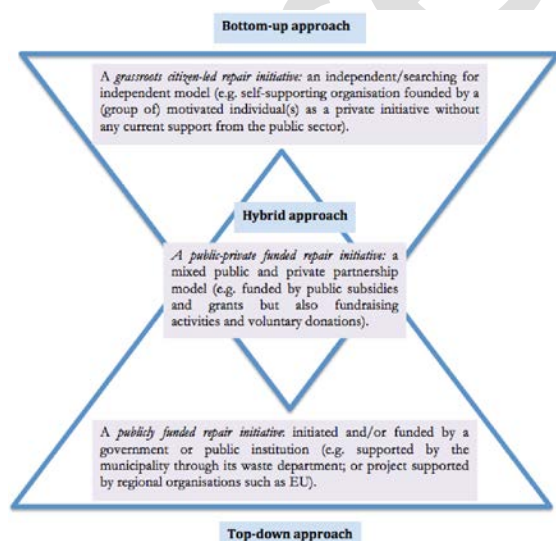 Bottom-up approach
A grassroots citizen-led repair initiative: an independent/searching for
independent model (e.g. self-supporting organisation founded by a
(group of) motivated individual(s) as a private initiative without
any current support from the public sector).
Hybrid approach
A public-private funded repair initiative: a
mixed public and private partnership
model (e.g. funded by public subsidies
and grants but also fundraising
activities and voluntary donations).
A publicly funded repair initiative: initiated and/or funded by a
government or public institution (e.g. supported by the
municipality through its waste department; or project supported
by regional organisations such as EU).
Top-down approach